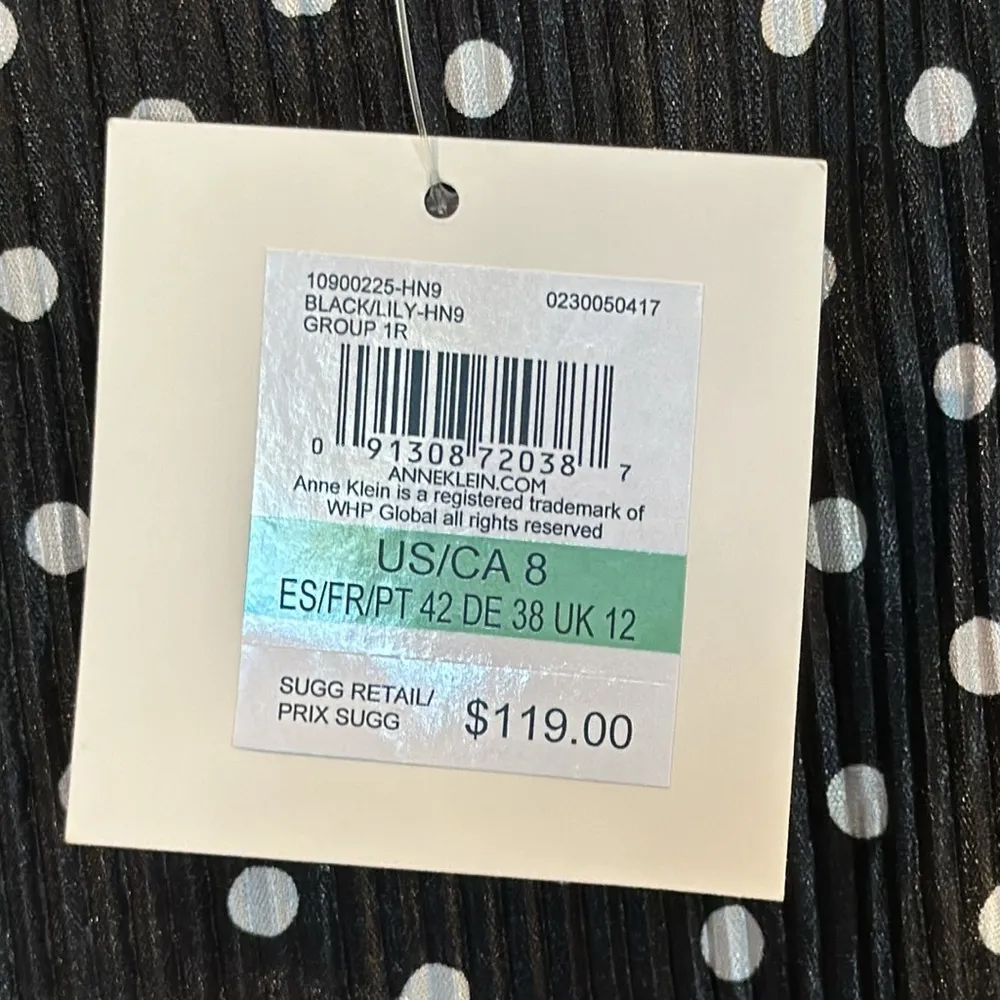 10900225-HN9
0230050417
BLACK/LILY-HN9
GROUP 1R
0 91308 72038 7
ANNEKLEIN.COM
Anne Klein is a registered trademark of
WHP Global all rights reserved
US/CA 8
ES/FR/PT 42 DE 38 UK 12
SUGG RETAIL/
PRIX SUGG
$119.00